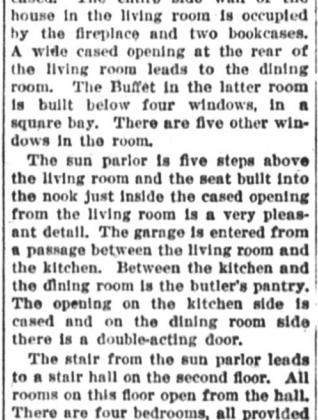 house in the living room is occupied
by the fireplace and two bookcases.
A wide cased opening at the rear of
the living room leads to the dining
room. The Buffet in the latter room
is built below four windows, in a
square bay. There are five other win-
dows in the room.
The sun parlor is five steps above
the living room and the seat built into
the nook just inside the cased opening
from the living room is a very pleas-
ant detail. The garage is entered from
a passage between the living room and
the kitchen. Between the kitchen and
the dining room is the butler's pantry.
The opening on the kitchen side is
cased and on the dining room side
there is a double-acting door.
The stair from the sun parlor leads
to a stair hall on the second floor. All
rooms on this floor open from the hall.
There are four bedrooms, all provided